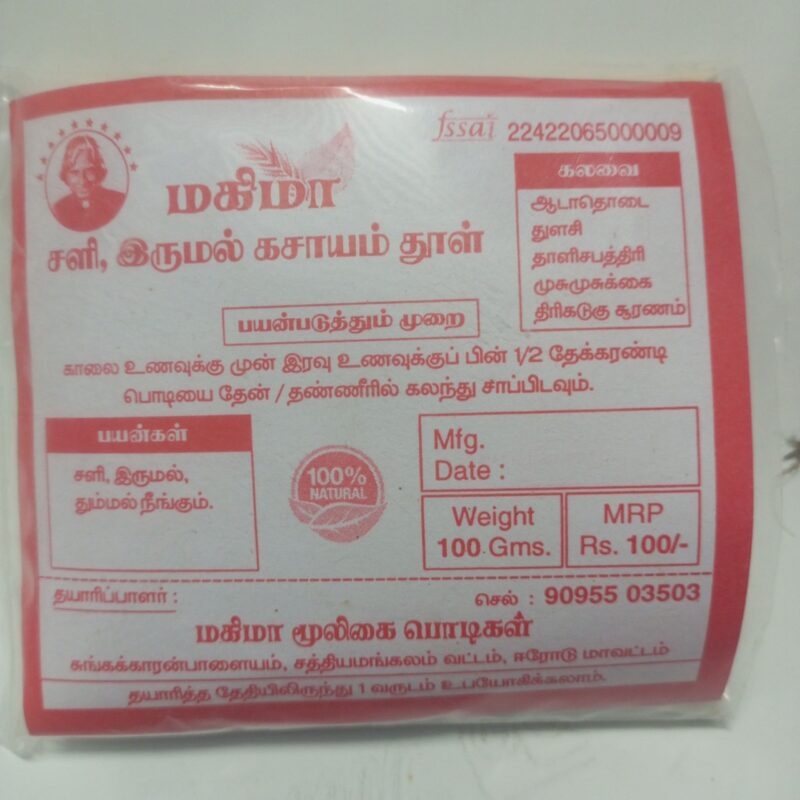 fssai 22422065000009
மகிமா
சளி, இருமல் கசாயம் தூள்
கலவை
ஆடாதொடை
துளசி
தாளிசபத்திரி
முசுமுசுக்கை
திரிகடுகு சூரணம்
பயன்படுத்தும் முறை
காலை உணவுக்கு முன் இரவு உணவுக்குப் பின் 1/2 தேக்கரண்டி
பொடியை தேன் / தண்ணீரில் கலந்து சாப்பிடவும்.
பயன்கள்
சளி, இருமல்,
தும்மல் நீங்கும்.
100%
NATURAL
Mfg.
Date :
Weight
100 Gms.
MRP
Rs. 100/-
தயாரிப்பாளர் :
செல் : 90955 03503
மகிமா மூலிகை பொடிகள்
சுங்கக்காரன்பாளையம், சத்தியமங்கலம் வட்டம், ஈரோடு மாவட்டம்
தயாரித்த தேதியிலிருந்து 1 வருடம் உபயோகிக்கலாம்.